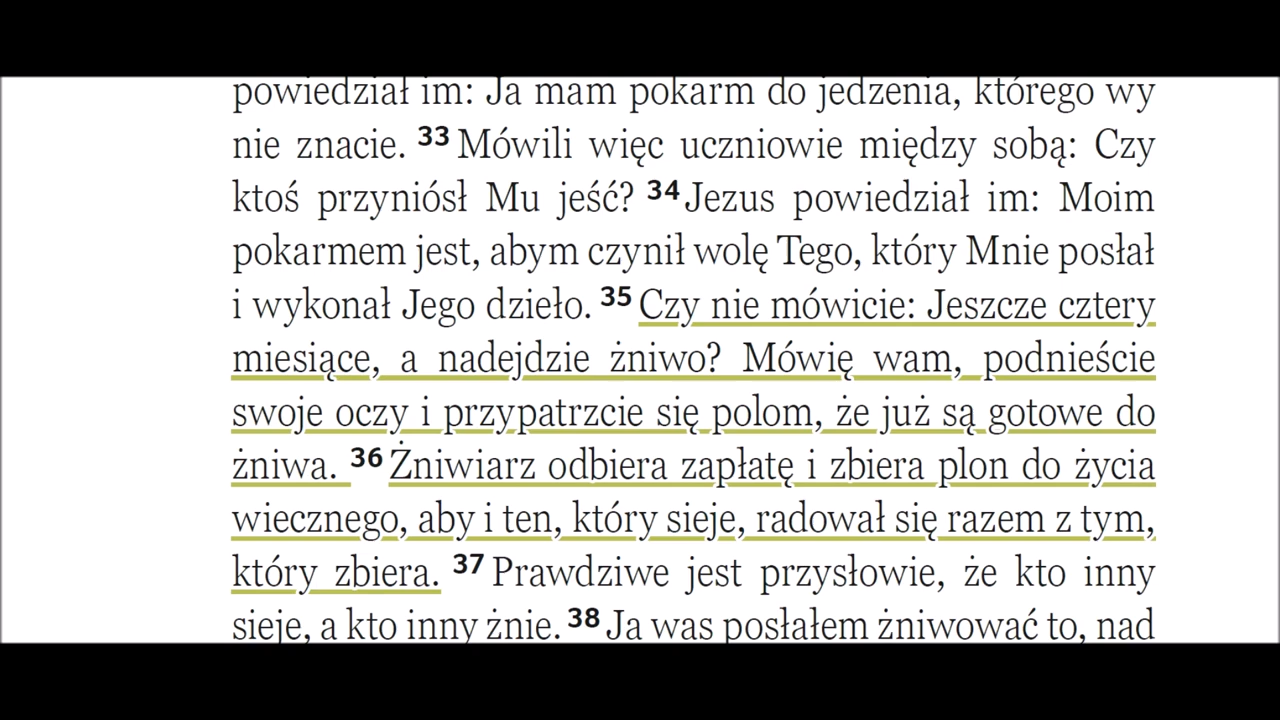 powiedział im: Ja mam pokarm do jedzenia, którego wy
nie znacie. 33 Mówili więc uczniowie między sobą: Czy
ktoś przyniósł Mu jeść? 34 Jezus powiedział im: Moim
pokarmem jest, abym czynił wolę Tego, który Mnie posłał
i wykonał Jego dzieło. 35 Czy nie mówicie: Jeszcze cztery
miesiące, a nadejdzie żniwo? Mówię wam, podnieście
swoje oczy i przypatrzcie się polom, że już są gotowe do
żniwa. 36 Żniwiarz odbiera zapłatę i zbiera plon do życia
wiecznego, aby i ten, który sieje, radował się razem z tym,
który zbiera. 37 Prawdziwe jest przysłowie, że kto inny
sieje, a kto inny żnie. 38 Ja was posłałem żniwować to, nad